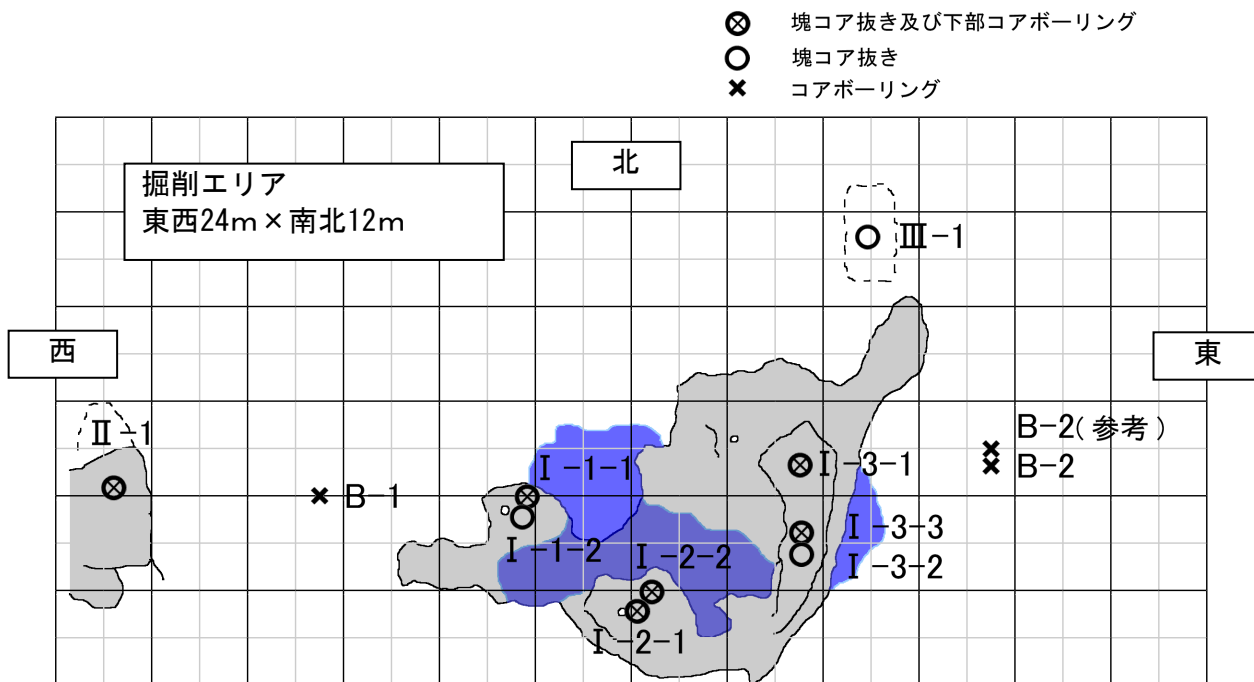 塊コア抜き及び下部コアボーリング
塊コア抜き
コアボーリング
北
掘削エリア
東西24m×南北12m
Ⅲ-1
西
東
Ⅱ-1
B-2(参考)
Ⅰ-1-1
Ⅰ-3-1
B-2
B-1
Ⅰ-3-3
Ⅰ-1-2
Ⅰ-2-2
Ⅰ-3-2
Ⅰ-2-1